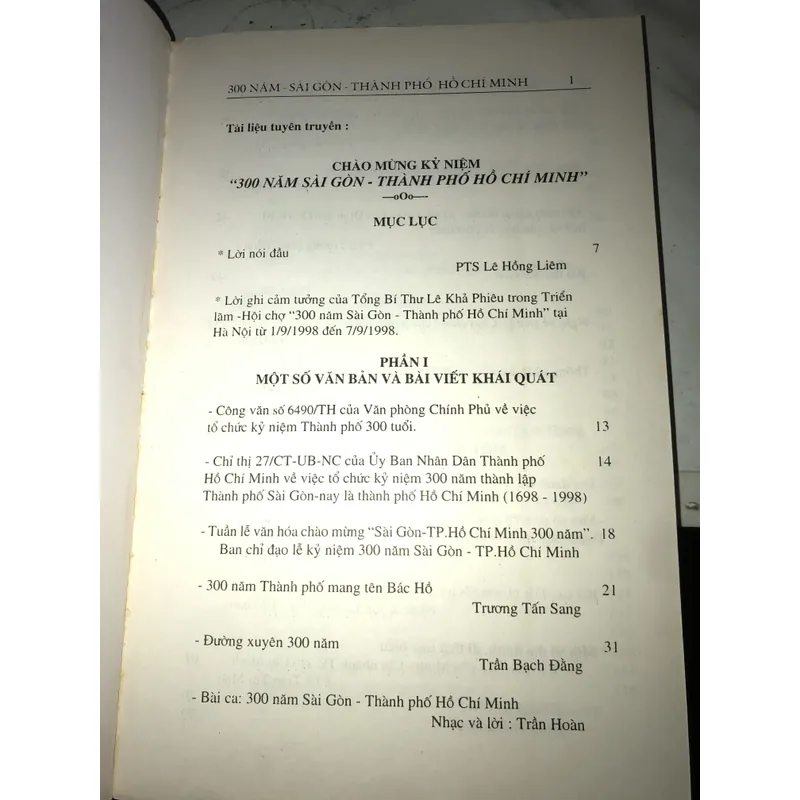 300 NĂM - SÀI GÒN - THÀNH PHỐ HỒ CHÍ MINH 1
Tài liệu tuyên truyền :
CHÀO MỪNG KỶ NIỆM
“300 NĂM SÀI GÒN - THÀNH PHỐ HỒ CHÍ MINH”
—oOo—
MỤC LỤC
* Lời nói đầu 7
PTS Lê Hồng Liêm
* Lời ghi cảm tưởng của Tổng Bí Thư Lê Khả Phiêu trong Triển
lãm -Hội chợ “300 năm Sài Gòn - Thành phố Hồ Chí Minh” tại
Hà Nội từ 1/9/1998 đến 7/9/1998.
PHẦN I
MỘT SỐ VĂN BẢN VÀ BÀI VIẾT KHÁI QUÁT
- Công văn số 6490/TH của Văn phòng Chính Phủ về việc
tổ chức kỷ niệm Thành phố 300 tuổi. 13
- Chỉ thị 27/CT-UB-NC của Ủy Ban Nhân Dân Thành phố 14
Hồ Chí Minh về việc tổ chức kỷ niệm 300 năm thành lập
Thành phố Sài Gòn-nay là thành phố Hồ Chí Minh (1698 - 1998)
- Tuần lễ văn hóa chào mừng “Sài Gòn-TP.Hồ Chí Minh 300 năm”. 18
Ban chỉ đạo lễ kỷ niệm 300 năm Sài Gòn - TP.Hồ Chí Minh
- 300 năm Thành phố mang tên Bác Hồ 21
Trương Tấn Sang
- Đường xuyên 300 năm 31
Trần Bạch Đằng
- Bài ca: 300 năm Sài Gòn - Thành phố Hồ Chí Minh
Nhạc và lời : Trần Hoàn